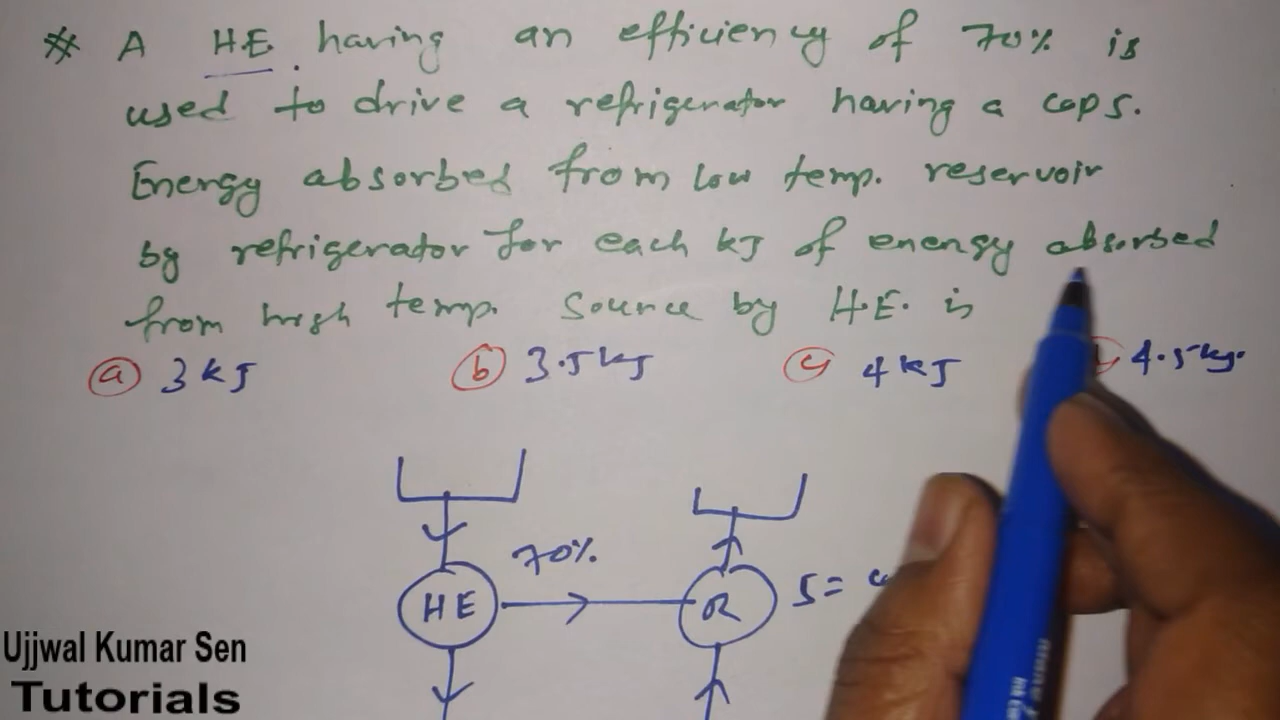 * A H.E. having an efficiency of 70% is
used to drive a refrigerator having a cop 5.
Energy absorbed from low temp. reservoir
by refrigerator for each kJ of energy absorbed
from high temp. source by H.E. is
(a) 3 kJ (b) 3.5 kJ (c) 4 kJ 4.5 kJ.
70%
HE R 5 =
Ujjwal Kumar Sen
Tutorials